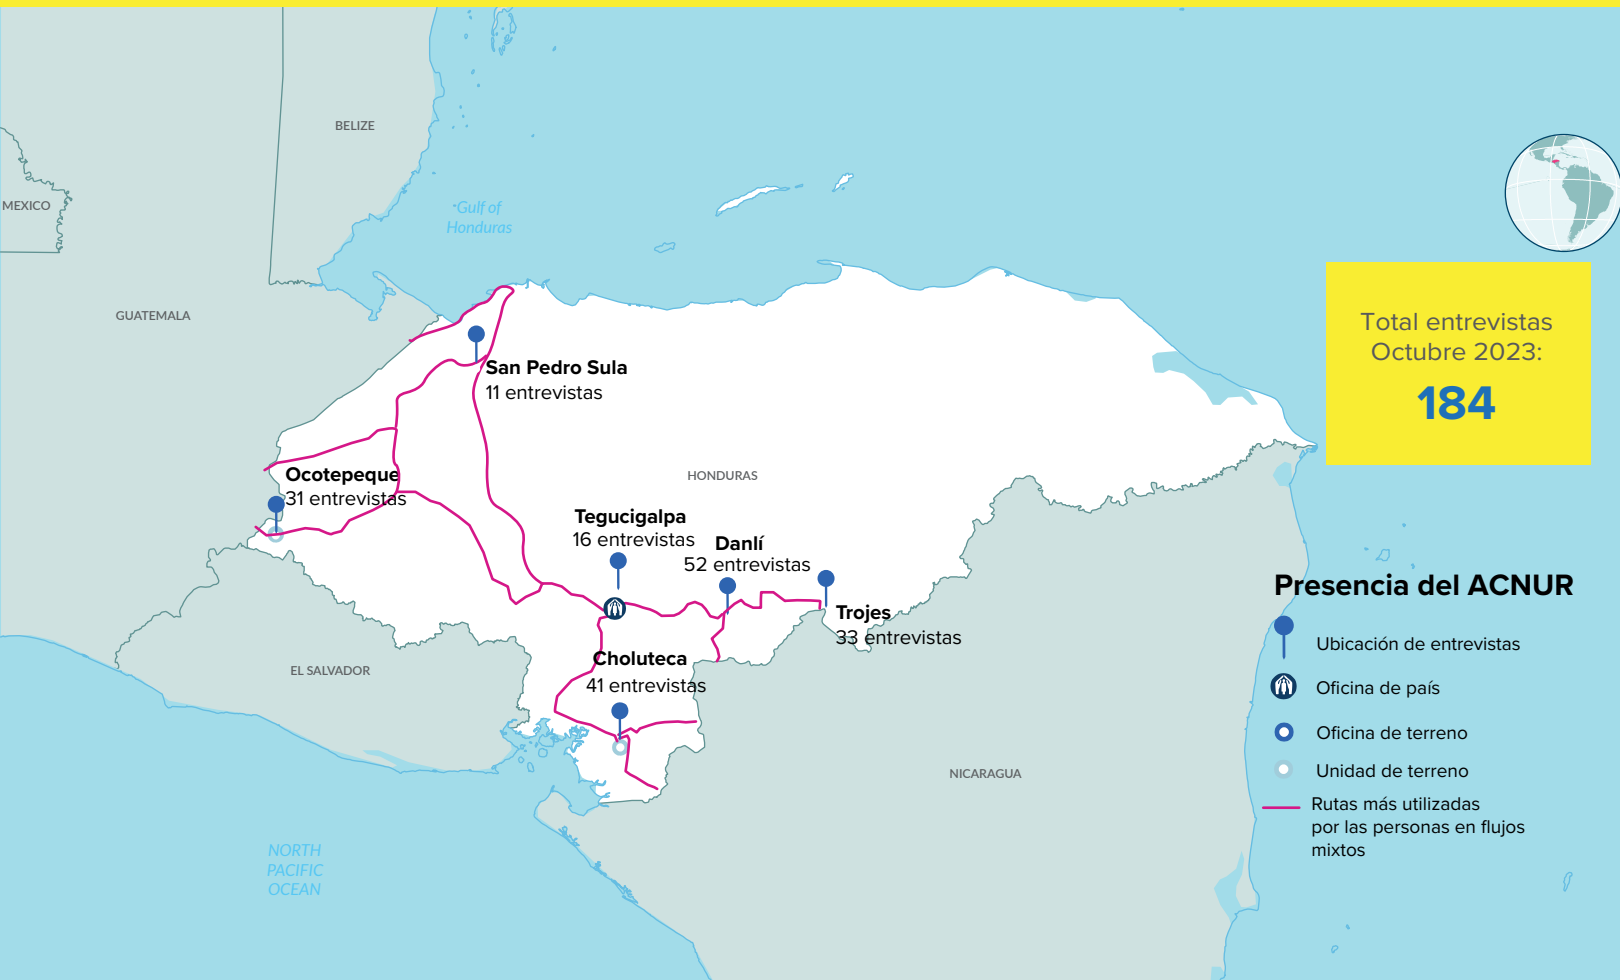 BELIZE
MEXICO
Gulf of
Honduras
GUATEMALA
Total entrevistas
Octubre 2023:
184
San Pedro Sula
11 entrevistas
Ocotepeque
31 entrevistas
HONDURAS
Tegucigalpa
16 entrevistas
Danlí
52 entrevistas
Trojes
33 entrevistas
Choluteca
41 entrevistas
EL SALVADOR
NICARAGUA
NORTH
PACIFIC
OCEAN
Presencia del ACNUR
Ubicación de entrevistas
Oficina de país
Oficina de terreno
Unidad de terreno
Rutas más utilizadas
por las personas en flujos
mixtos